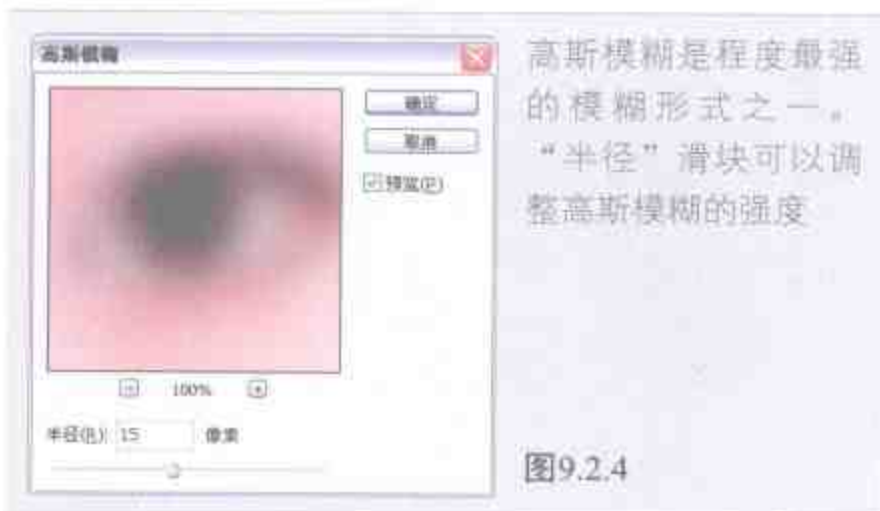 高斯模糊
确定
取消
预览(P)
100%
半径(R): 15 像素
高斯模糊是程度最强
的模糊形式之一。
“半径”滑块可以调
整高斯模糊的强度
图9.2.4